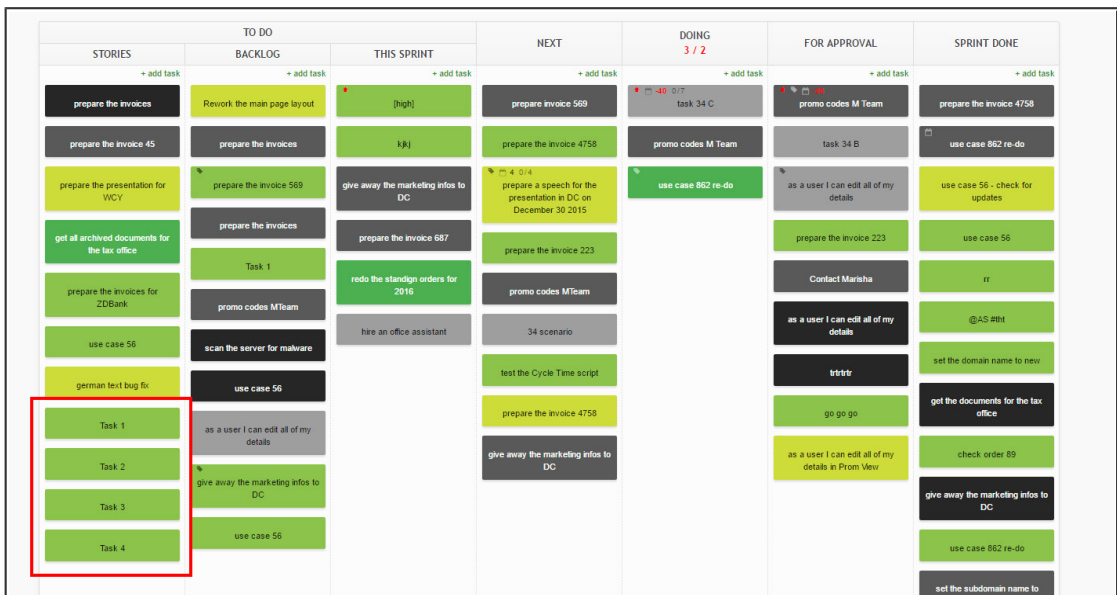 TO DO
STORIES
BACKLOG
THIS SPRINT
NEXT
DOING
3 / 2
FOR APPROVAL
SPRINT DONE
+ add task
prepare the invoices
prepare the invoice 45
prepare the presentation for
WCY
get all archived documents for
the tax office
prepare the invoices for
ZDBank
use case 56
german text bug fix
Task 1
Task 2
Task 3
Task 4
+ add task
Rework the main page layout
prepare the invoices
prepare the invoice 569
prepare the invoices
Task 1
promo codes MTeam
scan the server for malware
use case 56
as a user I can edit all of my
details
give away the marketing infos to
DC
use case 56
+ add task
[high]
kjkj
give away the marketing infos to
DC
prepare the invoice 687
redo the standign orders for
2016
hire an office assistant
+ add task
prepare invoice 569
prepare the invoice 4758
4 0/4
prepare a speech for the
presentation in DC on
December 30 2015
prepare the invoice 223
promo codes MTeam
34 scenario
test the Cycle Time script
prepare the invoice 4758
give away the marketing infos to
DC
+ add task
-40 0/7
task 34 C
promo codes M Team
use case 862 re-do
+ add task
promo codes M Team
task 34 B
as a user I can edit all of my
details
prepare the invoice 223
Contact Marisha
as a user I can edit all of my
details
trtrtrtr
go go go
as a user I can edit all of my
details in Prom View
+ add task
prepare the invoice 4758
use case 862 re-do
use case 56 - check for
updates
use case 56
rr
@AS #tht
set the domain name to new
get the documents for the tax
office
check order 89
give away the marketing infos to
DC
use case 862 re-do
set the subdomain name to